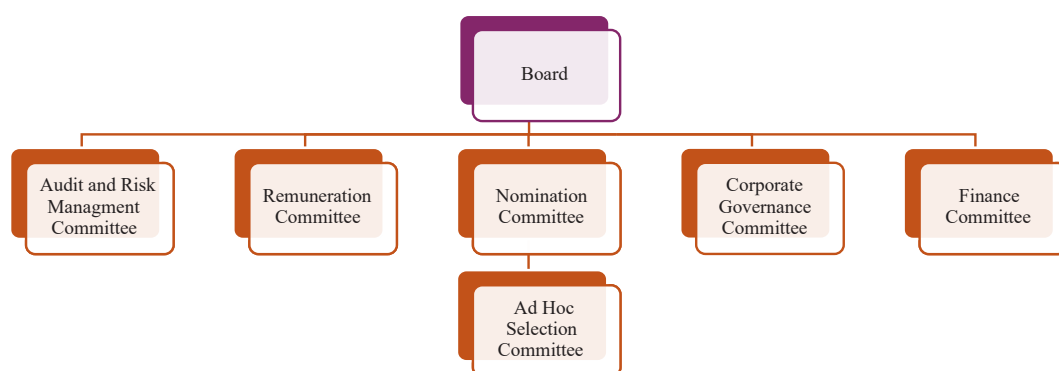 Board
Audit and Risk
Managment
Committee
Remuneration
Committee
Nomination
Committee
Corporate
Governance
Committee
Finance
Committee
Ad Hoc
Selection
Committee